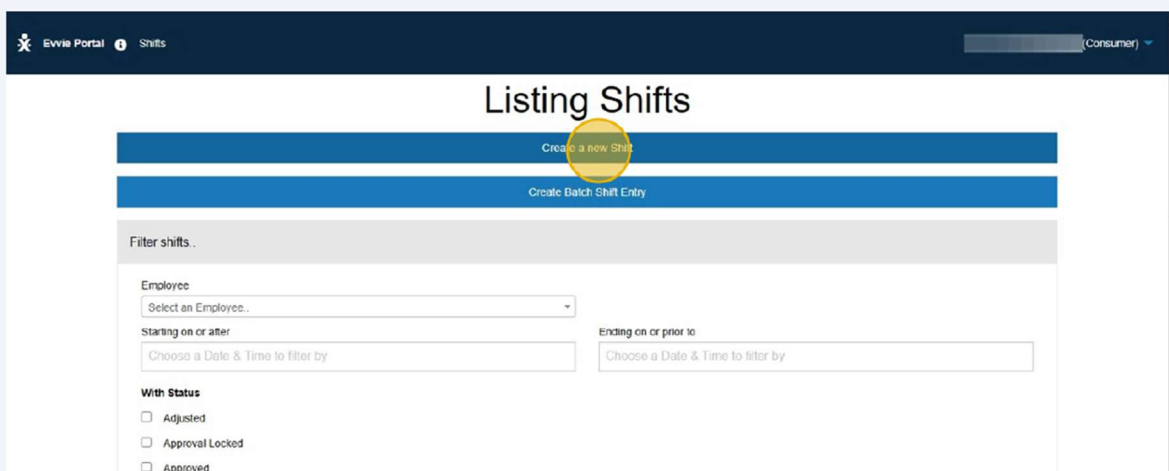 Evvie Portal Shifts (Consumer)
Listing Shifts
Create a new Shift
Create Batch Shift Entry
Filter shifts..
Employee
Select an Employee..
Starting on or after Ending on or prior to
Choose a Date & Time to filter by Choose a Date & Time to filter by
With Status
Adjusted
Approval Locked
Approved